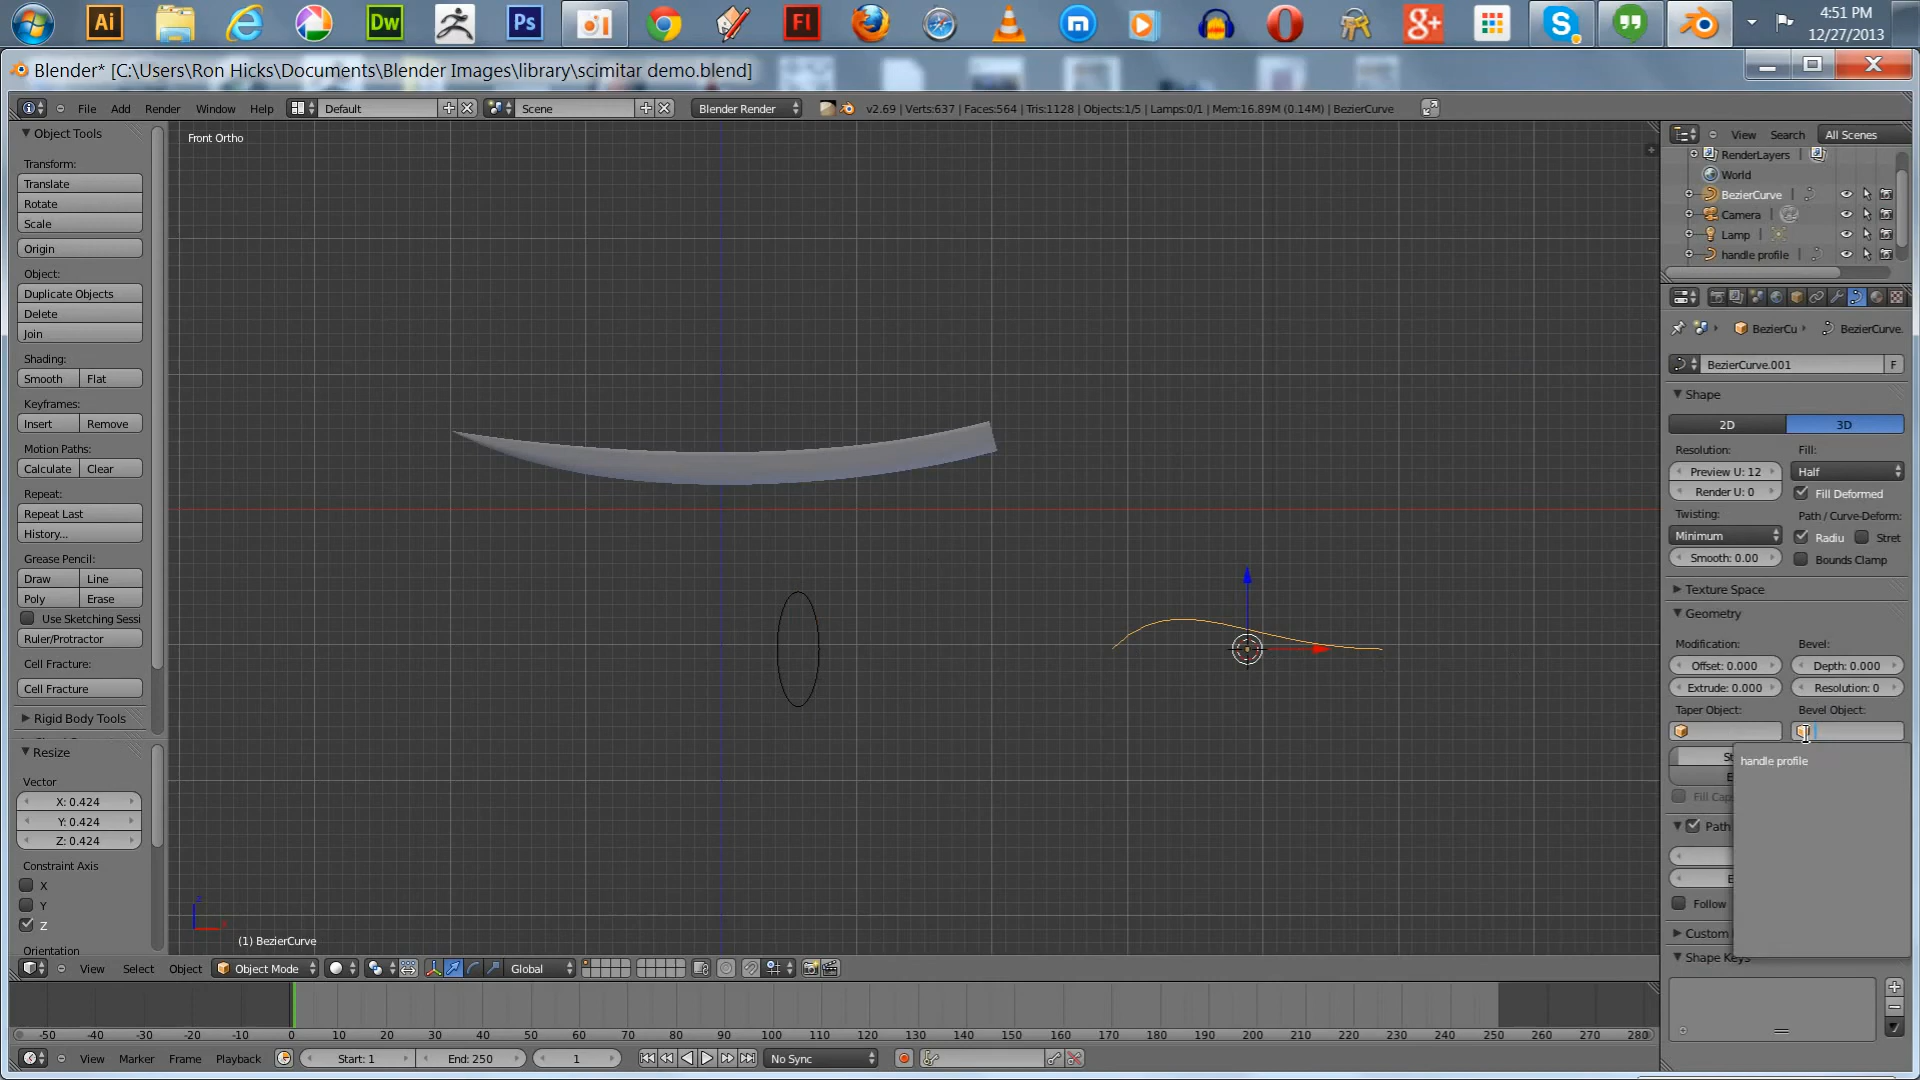 Ai
Dw
Ps
Fl
m
g+
S
4:51 PM
12/27/2013
Blender* [C:\Users\Ron Hicks\Documents\Blender Images\library\scimitar demo.blend]
File Add Render Window Help Default Scene Blender Render v2.69 | Verts:637 | Faces:564 | Tris:1128 | Objects:1/5 | Lamps:0/1 | Mem:16.89M (0.14M) | BezierCurve
Object Tools
Transform:
Translate
Rotate
Scale
Origin
Object:
Duplicate Objects
Delete
Join
Shading:
Smooth Flat
Keyframes:
Insert Remove
Motion Paths:
Calculate Clear
Repeat:
Repeat Last
History...
Grease Pencil:
Draw Line
Poly Erase
Use Sketching Sessi
Ruler/Protractor
Cell Fracture:
Cell Fracture
Rigid Body Tools
Resize
Vector
X: 0.424
Y: 0.424
Z: 0.424
Constraint Axis
X
Y
Z
Orientation
Front Ortho
(1) BezierCurve
View Search All Scenes
RenderLayers
World
BezierCurve
Camera
Lamp
handle profile
BezierCu BezierCurve.
BezierCurve.001 F
Shape
2D 3D
Resolution: Fill:
Preview U: 12 Half
Render U: 0 Fill Deformed
Twisting: Path / Curve-Deform:
Minimum Radiu Stret
Smooth: 0.00 Bounds Clamp
Texture Space
Geometry
Modification: Bevel:
Offset: 0.000 Depth: 0.000
Extrude: 0.000 Resolution: 0
Taper Object: Bevel Object:
St
handle profile
E
Fill Cap
Path
E
Follow
Custom
Shape Keys
View Select Object Object Mode Global
-50 -40 -30 -20 -10 0 10 20 30 40 50 60 70 80 90 100 110 120 130 140 150 160 170 180 190 200 210 220 230 240 250 260 270 280
View Marker Frame Playback Start: 1 End: 250 1 No Sync